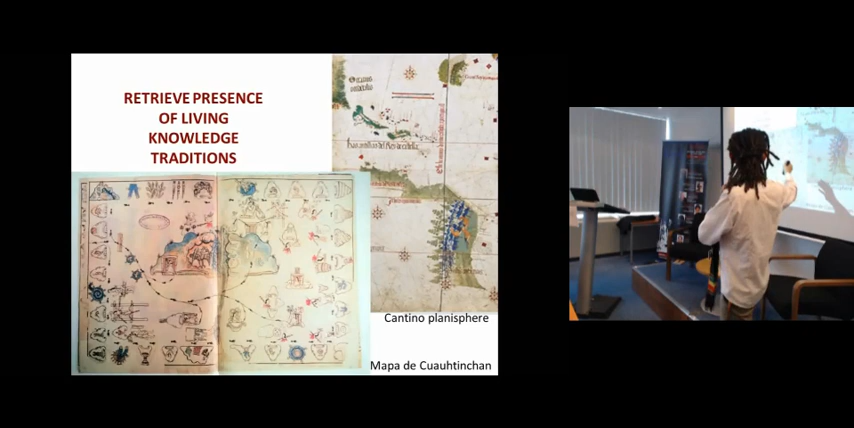 RETRIEVE PRESENCE
OF LIVING
KNOWLEDGE
TRADITIONS
Cantino planisphere
Mapa de Cuauhtinchan